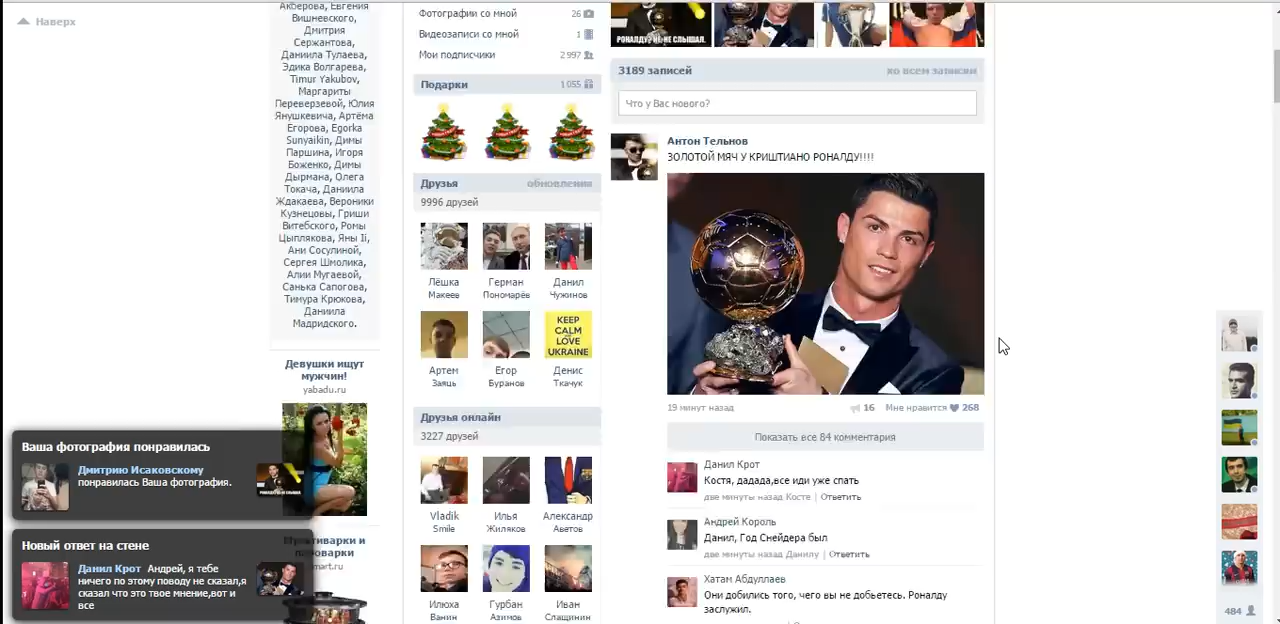 Наверх
Акберова, Евгения
Вишневского,
Дмитрия
Сержантова,
Даниила Тулаева,
Эдика Волгарева,
Timur Yakubov,
Маргариты
Переверзевой, Юлия
Янушкевича, Артёма
Егорова, Egorka
Sunyaikin, Димы
Паршина, Игоря
Боженко, Димы
Дырмана, Олега
Токача, Даниила
Ждакаева, Вероники
Кузнецовы, Гриши
Витебского, Ромы
Цыплякова, Яны Ii,
Ани Сосулиной,
Сергея Шмолика,
Алии Мугаевой,
Санька Сапогова,
Тимура Крюкова,
Даниила
Мадридского.
Девушки ищут
мужчин!
yabadu.ru
Ваша фотография понравилась
Дмитрию Исаковскому
понравилась Ваша фотография.
Новый ответ на стене
Данил Крот Андрей, я тебе
ничего по этому поводу не сказал,я
сказал что это твое мнение,вот и
все
Фотографии со мной 26
Видеозаписи со мной 1
Мои подписчики 2 997
Подарки 1 055
Друзья обновления
9996 друзей
Лёшка
Макеев
Герман
Пономарёв
Данил
Чужинов
KEEP
CALM
LOVE
UKRAINE
Артем
Заяць
Егор
Буранов
Денис
Ткачук
Друзья онлайн
3227 друзей
Vladik
Smile
Илья
Жиляков
Александр
Аветов
Илюха
Ванин
Гурбан
Азимов
Иван
Слащинин
РОНАЛДУ? НЕ, НЕ СЛЫШАЛ.
3189 записей ко всем записям
Что у Вас нового?
Антон Тельнов
ЗОЛОТОЙ МЯЧ У КРИШТИАНО РОНАЛДУ!!!!
19 минут назад 16 Мне нравится 268
Показать все 84 комментария
Данил Крот
Костя, дадада,все иди уже спать
две минуты назад Косте | Ответить
Андрей Король
Данил, Год Снейдера был
две минуты назад Данилу | Ответить
Хатам Абдуллаев
Они добились того, чего вы не добьетесь. Роналду
заслужил.
484